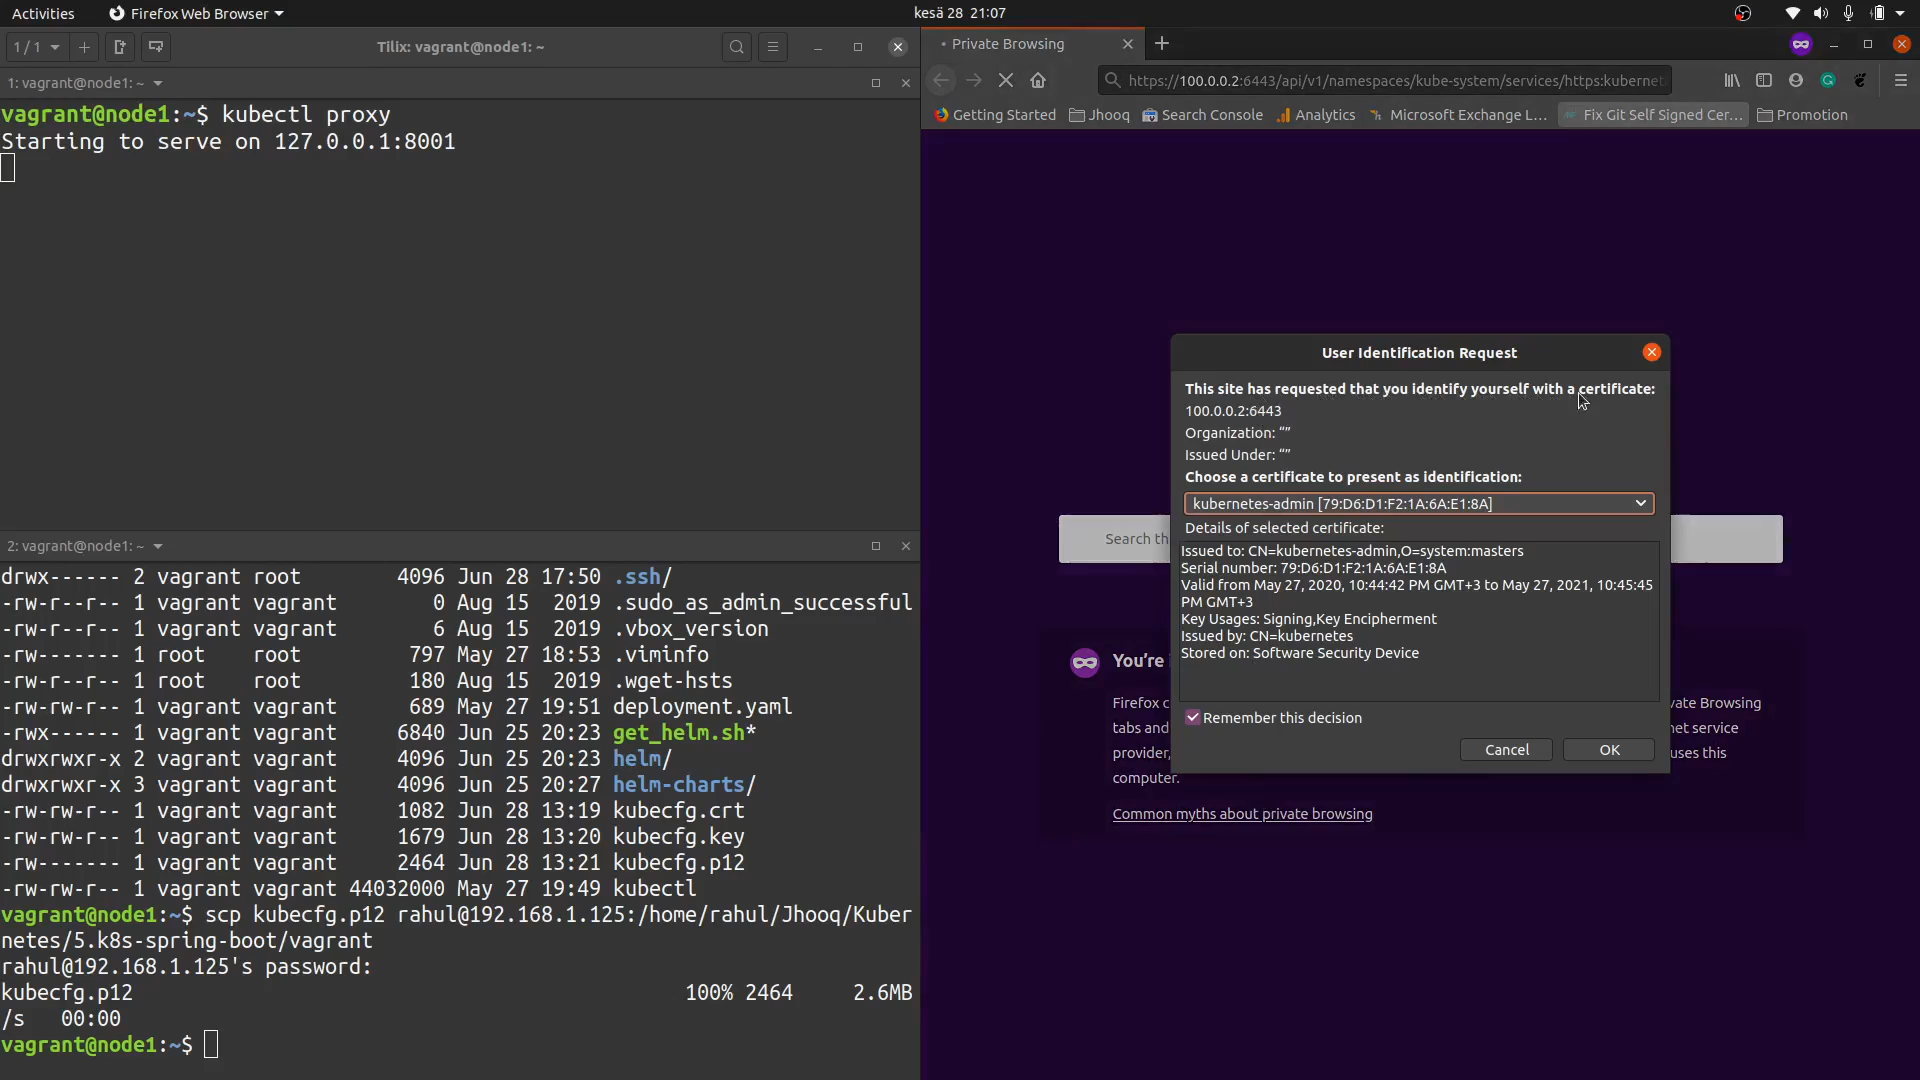 Activities
Firefox Web Browser
kesä 28 21:07
1 / 1
Tilix: vagrant@node1: ~
1: vagrant@node1: ~
vagrant@node1:~$ kubectl proxy
Starting to serve on 127.0.0.1:8001
2: vagrant@node1: ~
drwx------ 2 vagrant root 4096 Jun 28 17:50 .ssh/
-rw-r--r-- 1 vagrant vagrant 0 Aug 15 2019 .sudo_as_admin_successful
-rw-r--r-- 1 vagrant vagrant 6 Aug 15 2019 .vbox_version
-rw------- 1 root root 797 May 27 18:53 .viminfo
-rw-r--r-- 1 root root 180 Aug 15 2019 .wget-hsts
-rw-rw-r-- 1 vagrant vagrant 689 May 27 19:51 deployment.yaml
-rwx------ 1 vagrant vagrant 6840 Jun 25 20:23 get_helm.sh*
drwxrwxr-x 2 vagrant vagrant 4096 Jun 25 20:23 helm/
drwxrwxr-x 3 vagrant vagrant 4096 Jun 25 20:27 helm-charts/
-rw-rw-r-- 1 vagrant vagrant 1082 Jun 28 13:19 kubecfg.crt
-rw-rw-r-- 1 vagrant vagrant 1679 Jun 28 13:20 kubecfg.key
-rw------- 1 vagrant vagrant 2464 Jun 28 13:21 kubecfg.p12
-rw-rw-r-- 1 vagrant vagrant 44032000 May 27 19:49 kubectl
vagrant@node1:~$ scp kubecfg.p12 rahul@192.168.1.125:/home/rahul/Jhooq/Kuber
netes/5.k8s-spring-boot/vagrant
rahul@192.168.1.125's password:
kubecfg.p12 100% 2464 2.6MB
/s 00:00
vagrant@node1:~$
Private Browsing
https://100.0.0.2:6443/api/v1/namespaces/kube-system/services/https:kubernet
Getting Started
Jhooq
Search Console
Analytics
Microsoft Exchange L...
Fix Git Self Signed Cer...
Promotion
Search th
You're
Firefox c
vate Browsing
tabs and
net service
provider,
uses this
computer.
Common myths about private browsing
User Identification Request
This site has requested that you identify yourself with a certificate:
100.0.0.2:6443
Organization: “”
Issued Under: “”
Choose a certificate to present as identification:
kubernetes-admin [79:D6:D1:F2:1A:6A:E1:8A]
Details of selected certificate:
Issued to: CN=kubernetes-admin,O=system:masters
Serial number: 79:D6:D1:F2:1A:6A:E1:8A
Valid from May 27, 2020, 10:44:42 PM GMT+3 to May 27, 2021, 10:45:45
PM GMT+3
Key Usages: Signing,Key Encipherment
Issued by: CN=kubernetes
Stored on: Software Security Device
Remember this decision
Cancel
OK